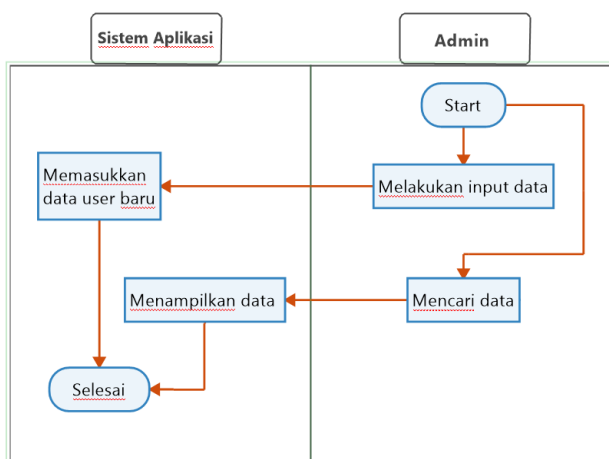 Sistem Aplikasi
Admin
Start
Memasukkan
data user baru
Melakukan input data
Menampilkan data
Mencari data
Selesai